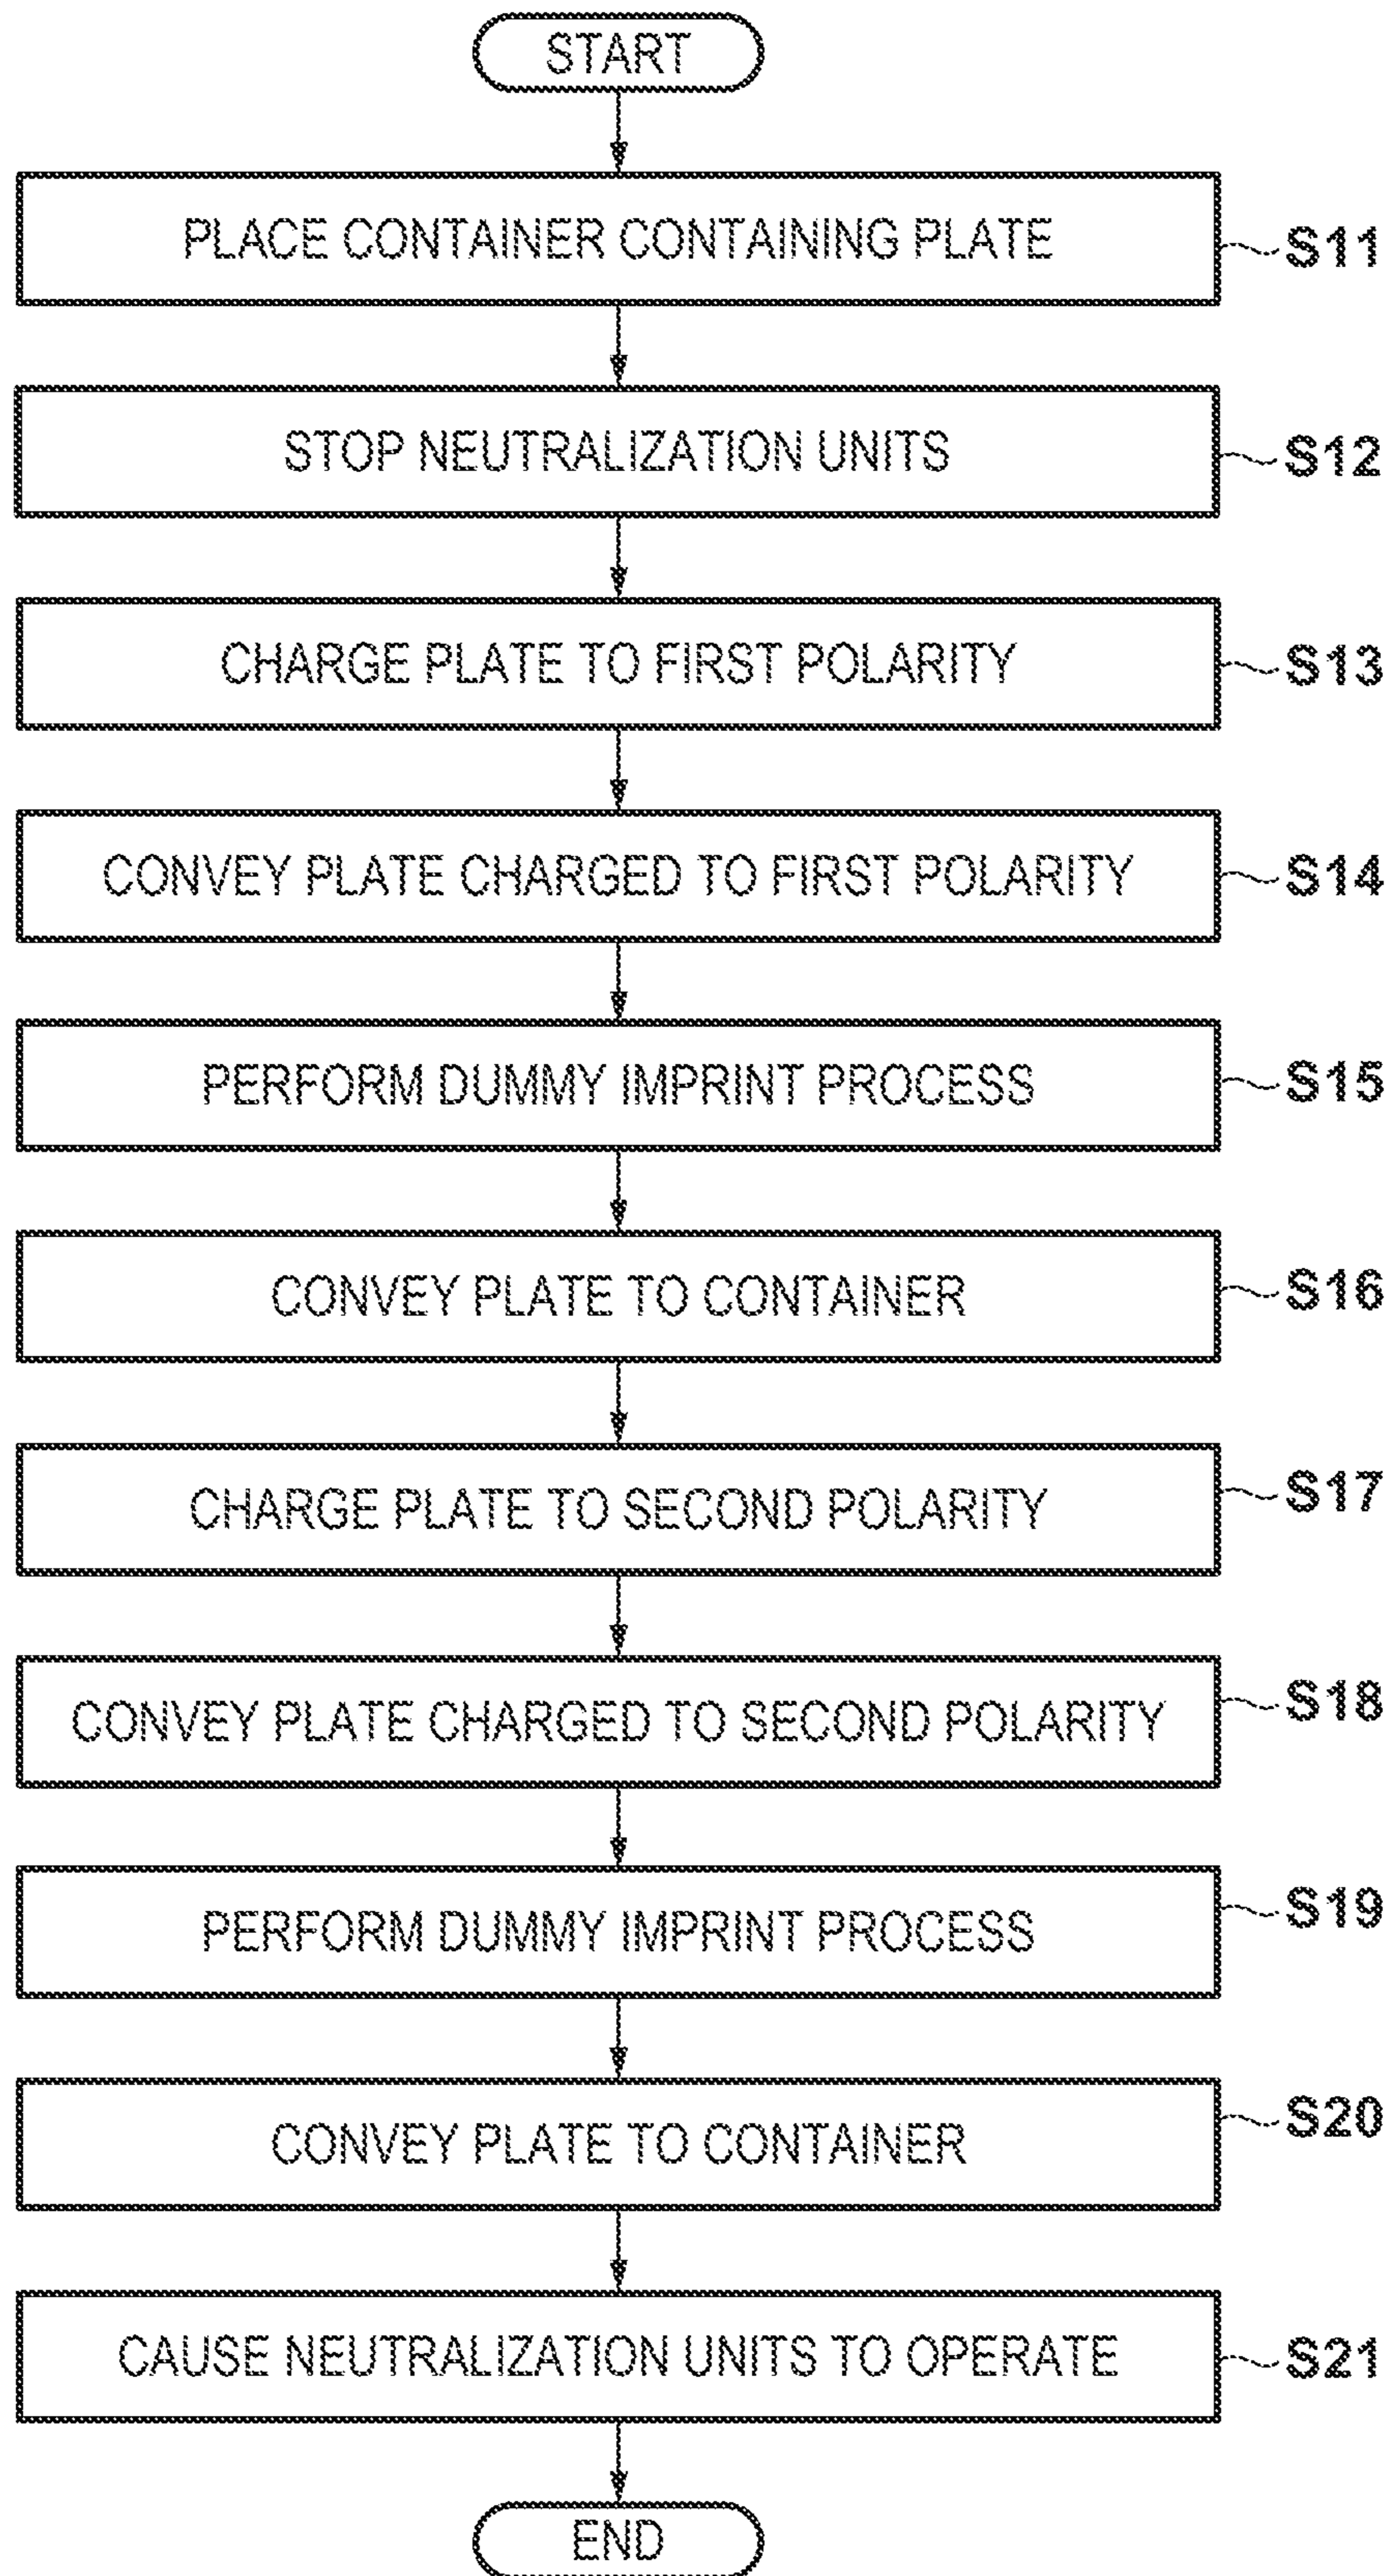 START
PLACE CONTAINER CONTAINING PLATE
S11
STOP NEUTRALIZATION UNITS
S12
CHARGE PLATE TO FIRST POLARITY
S13
CONVEY PLATE CHARGED TO FIRST POLARITY
S14
PERFORM DUMMY IMPRINT PROCESS
S15
CONVEY PLATE TO CONTAINER
S16
CHARGE PLATE TO SECOND POLARITY
S17
CONVEY PLATE CHARGED TO SECOND POLARITY
S18
PERFORM DUMMY IMPRINT PROCESS
S19
CONVEY PLATE TO CONTAINER
S20
CAUSE NEUTRALIZATION UNITS TO OPERATE
S21
END